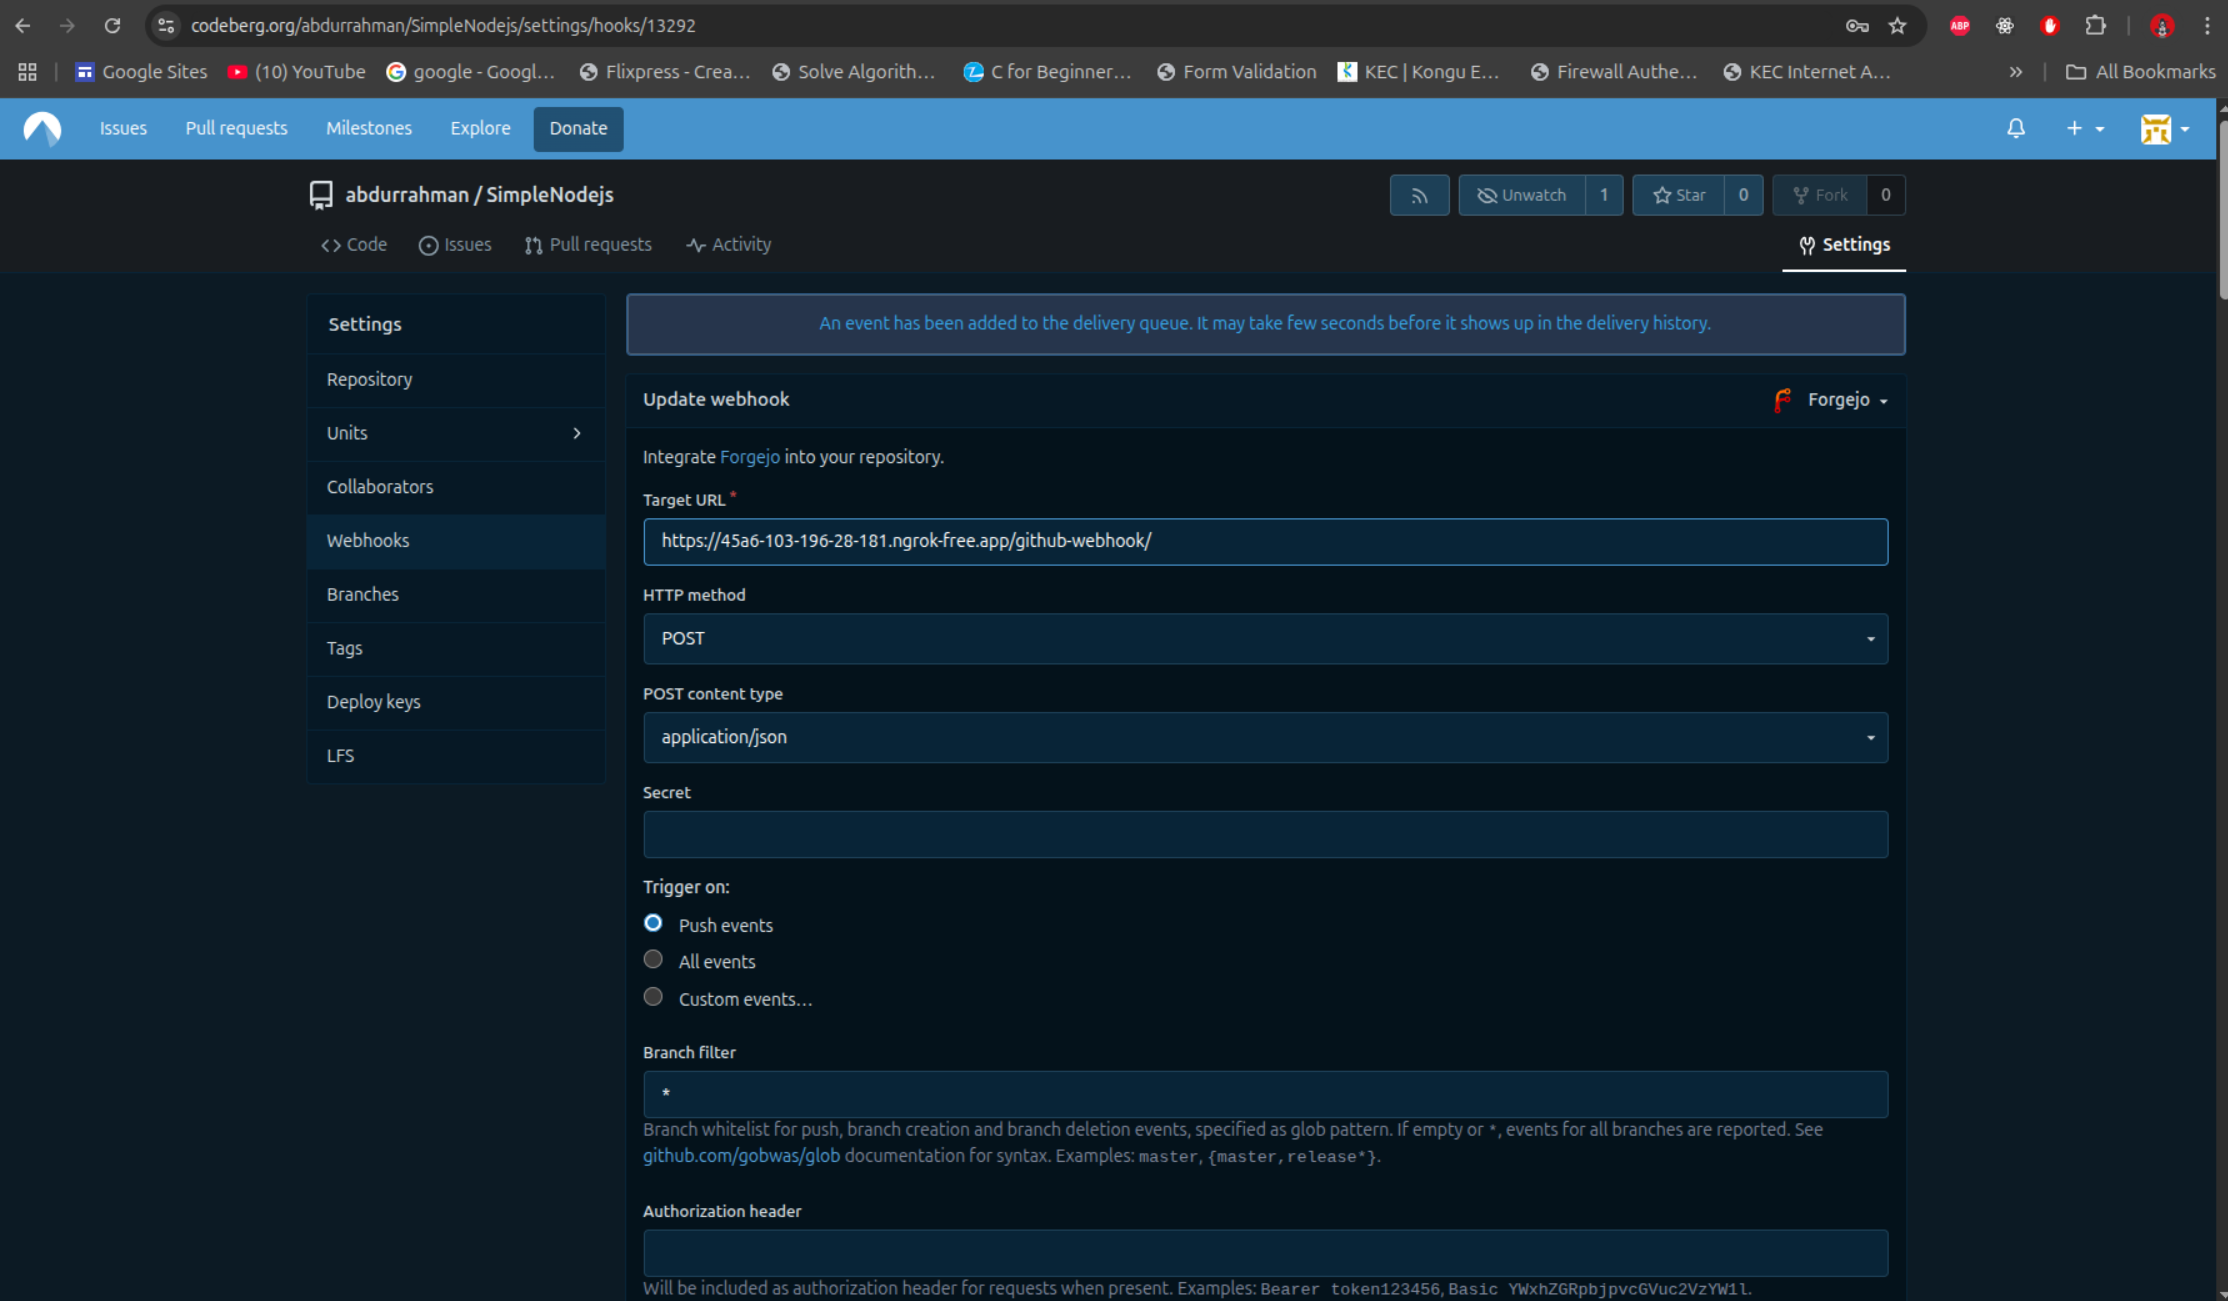 codeberg.org/abdurrahman/SimpleNodejs/settings/hooks/13292
ABP
Google Sites (10) YouTube google - Googl... Flixpress - Crea... Solve Algorith... C for Beginner... Form Validation KEC | Kongu E... Firewall Authe... KEC Internet A... » All Bookmarks
Issues Pull requests Milestones Explore Donate
abdurrahman / SimpleNodejs
Unwatch 1 Star 0 Fork 0
Code Issues Pull requests Activity Settings
Settings
Repository
Units
Collaborators
Webhooks
Branches
Tags
Deploy keys
LFS
An event has been added to the delivery queue. It may take few seconds before it shows up in the delivery history.
Update webhook Forgejo
Integrate Forgejo into your repository.
Target URL *
https://45a6-103-196-28-181.ngrok-free.app/github-webhook/
HTTP method
POST
POST content type
application/json
Secret
Trigger on:
Push events
All events
Custom events...
Branch filter
*
Branch whitelist for push, branch creation and branch deletion events, specified as glob pattern. If empty or *, events for all branches are reported. See
github.com/gobwas/glob documentation for syntax. Examples: master, {master,release*}.
Authorization header
Will be included as authorization header for requests when present. Examples: Bearer token123456, Basic YWxhZGRpbjpvcGVuc2VzYW1l.